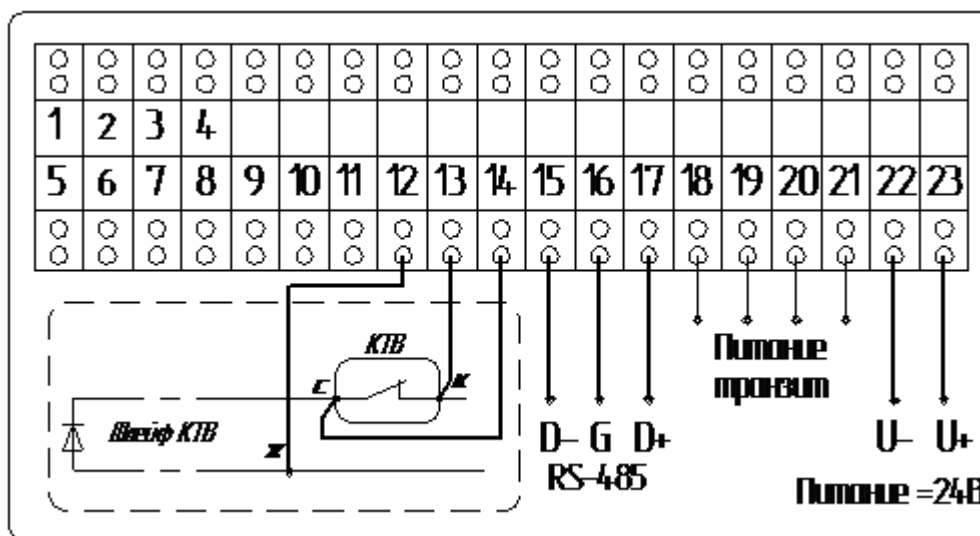 1 2 3 4
5 6 7 8 9 10 11 12 13 14 15 16 17 18 19 20 21 22 23
КТВ
С
К
Шлейф КТВ
Ж
Питание
транзит
D- G D+
RS-485
U- U+
Питание =24В